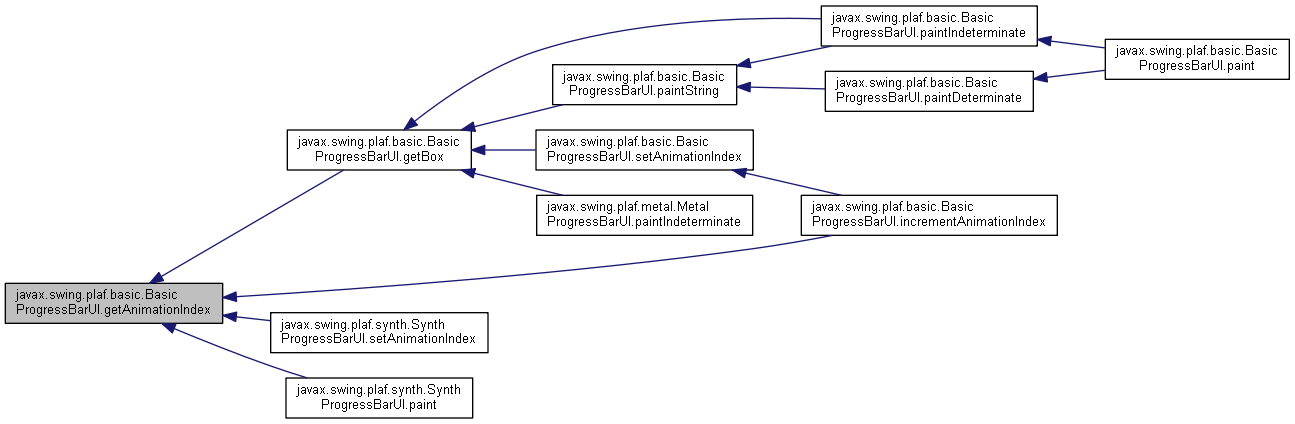 javax.swing.plaf.basic.Basic
ProgressBarUI.paintIndeterminate
javax.swing.plaf.basic.Basic
ProgressBarUI.paint
javax.swing.plaf.basic.Basic
ProgressBarUI.paintString
javax.swing.plaf.basic.Basic
ProgressBarUI.paintDeterminate
javax.swing.plaf.basic.Basic
ProgressBarUI.getBox
javax.swing.plaf.basic.Basic
ProgressBarUI.setAnimationIndex
javax.swing.plaf.metal.Metal
ProgressBarUI.paintIndeterminate
javax.swing.plaf.basic.Basic
ProgressBarUI.incrementAnimationIndex
javax.swing.plaf.basic.Basic
ProgressBarUI.getAnimationIndex
javax.swing.plaf.synth.Synth
ProgressBarUI.setAnimationIndex
javax.swing.plaf.synth.Synth
ProgressBarUI.paint